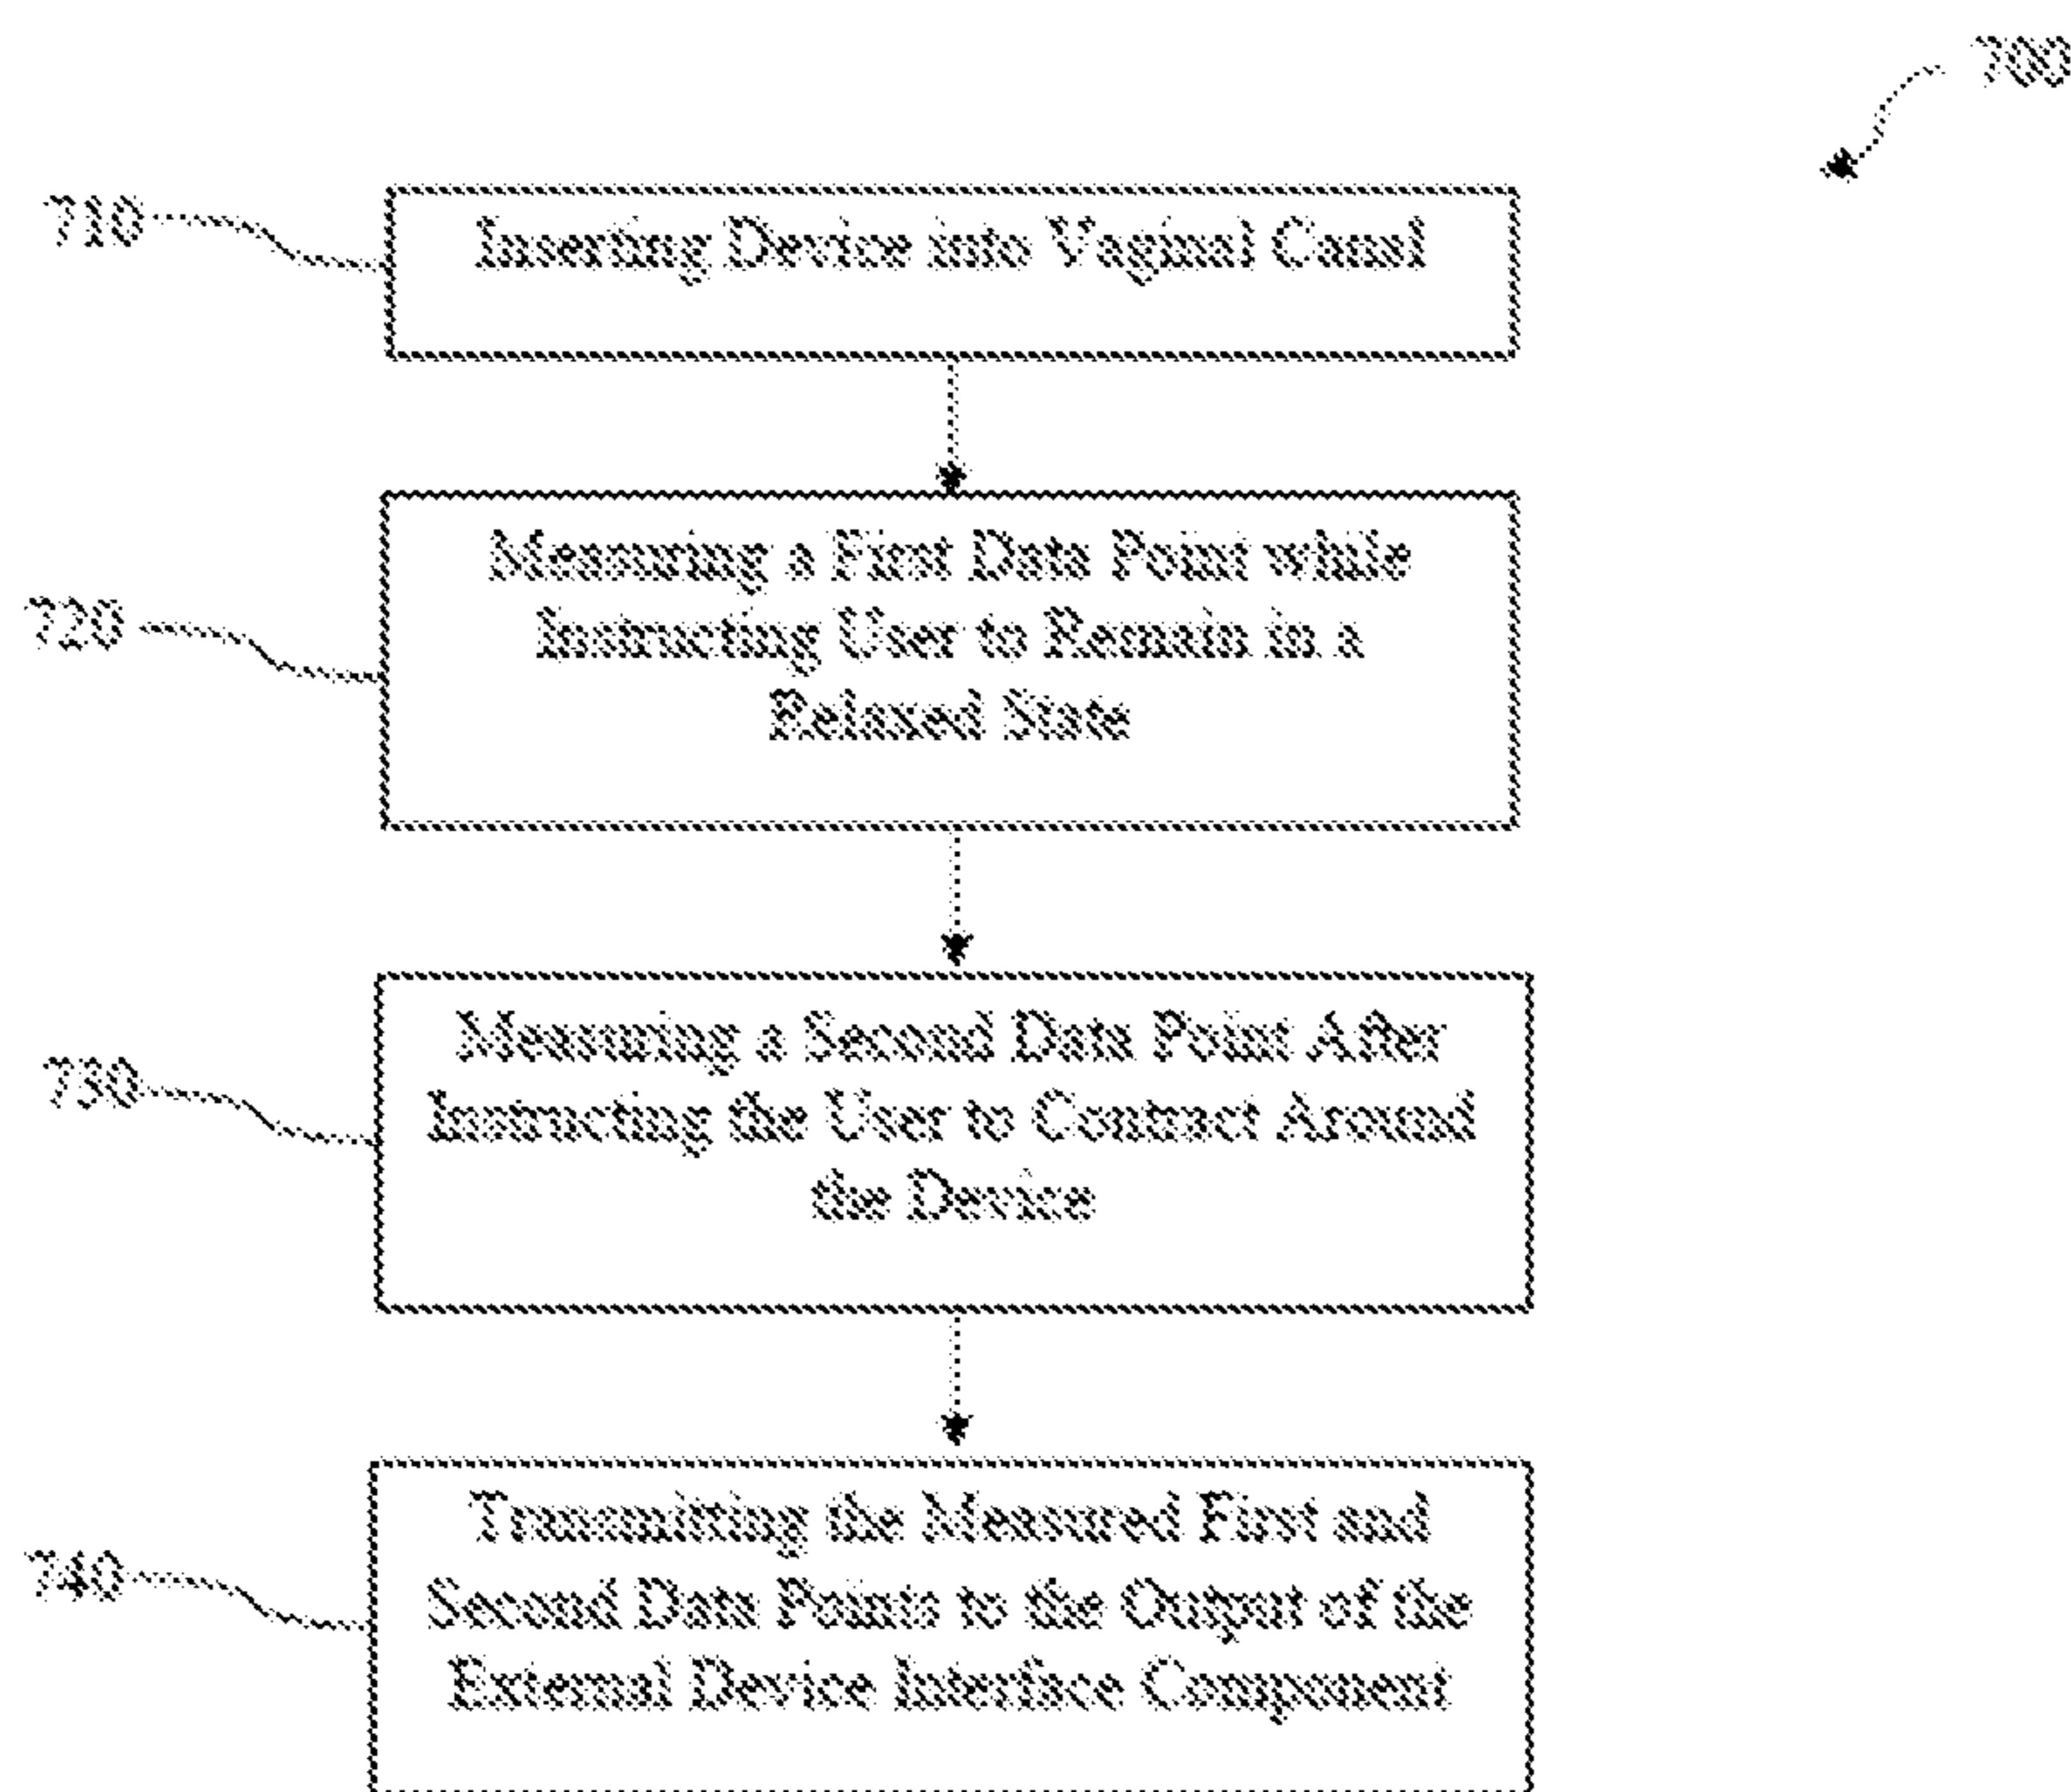 700
710
Inserting Device into Vaginal Canal
720
Measuring a First Data Point while
Instructing User to Remain in a
Relaxed State
730
Measuring a Second Data Point After
Instructing the User to Contract Around
the Device
740
Transmitting the Measured First and
Second Data Points to the Output of the
External Device Interface Component